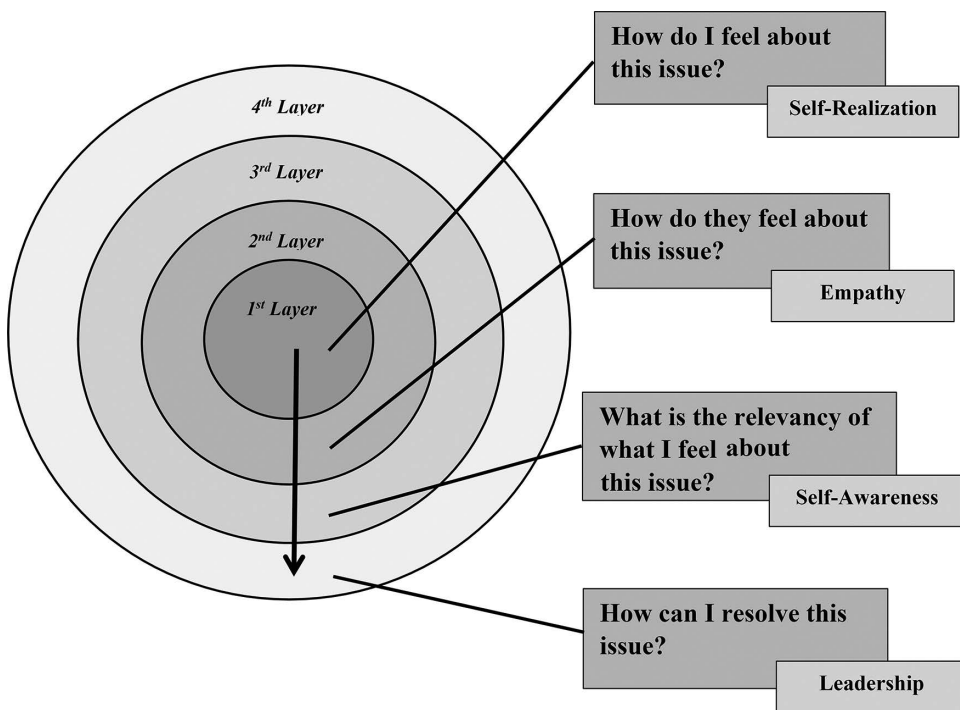 4th Layer
3rd Layer
2nd Layer
1st Layer
How do I feel about
this issue?
Self-Realization
How do they feel about
this issue?
Empathy
What is the relevancy of
what I feel about
this issue?
Self-Awareness
How can I resolve this
issue?
Leadership